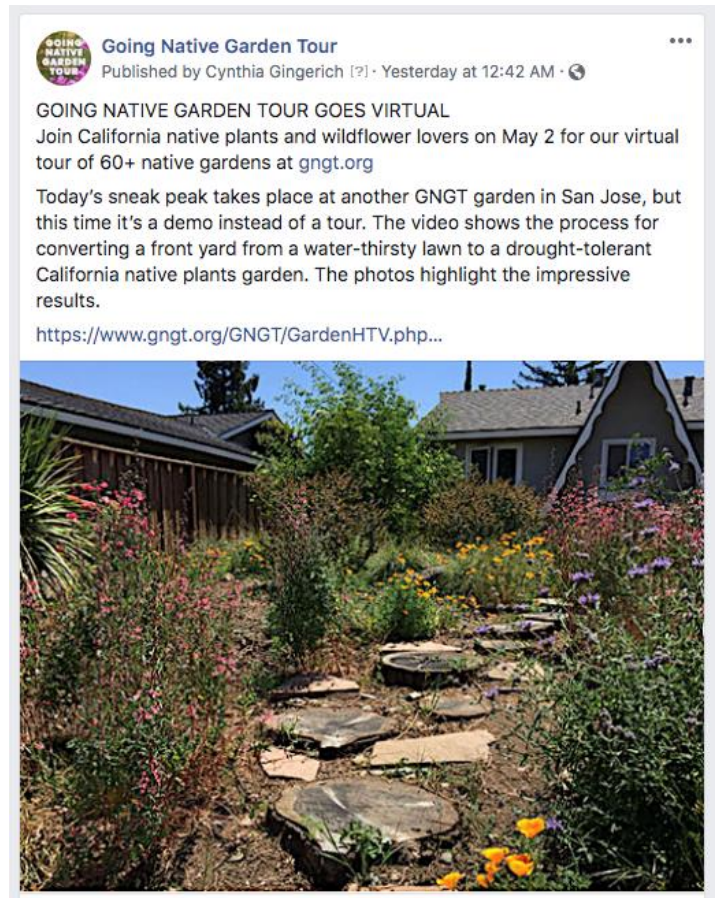 GOING
NATIVE
GARDEN
TOUR
Going Native Garden Tour
Published by Cynthia Gingerich [?] · Yesterday at 12:42 AM ·
GOING NATIVE GARDEN TOUR GOES VIRTUAL
Join California native plants and wildflower lovers on May 2 for our virtual
tour of 60+ native gardens at gngt.org
Today's sneak peak takes place at another GNGT garden in San Jose, but
this time it's a demo instead of a tour. The video shows the process for
converting a front yard from a water-thirsty lawn to a drought-tolerant
California native plants garden. The photos highlight the impressive
results.
https://www.gngt.org/GNGT/GardenHTV.php...